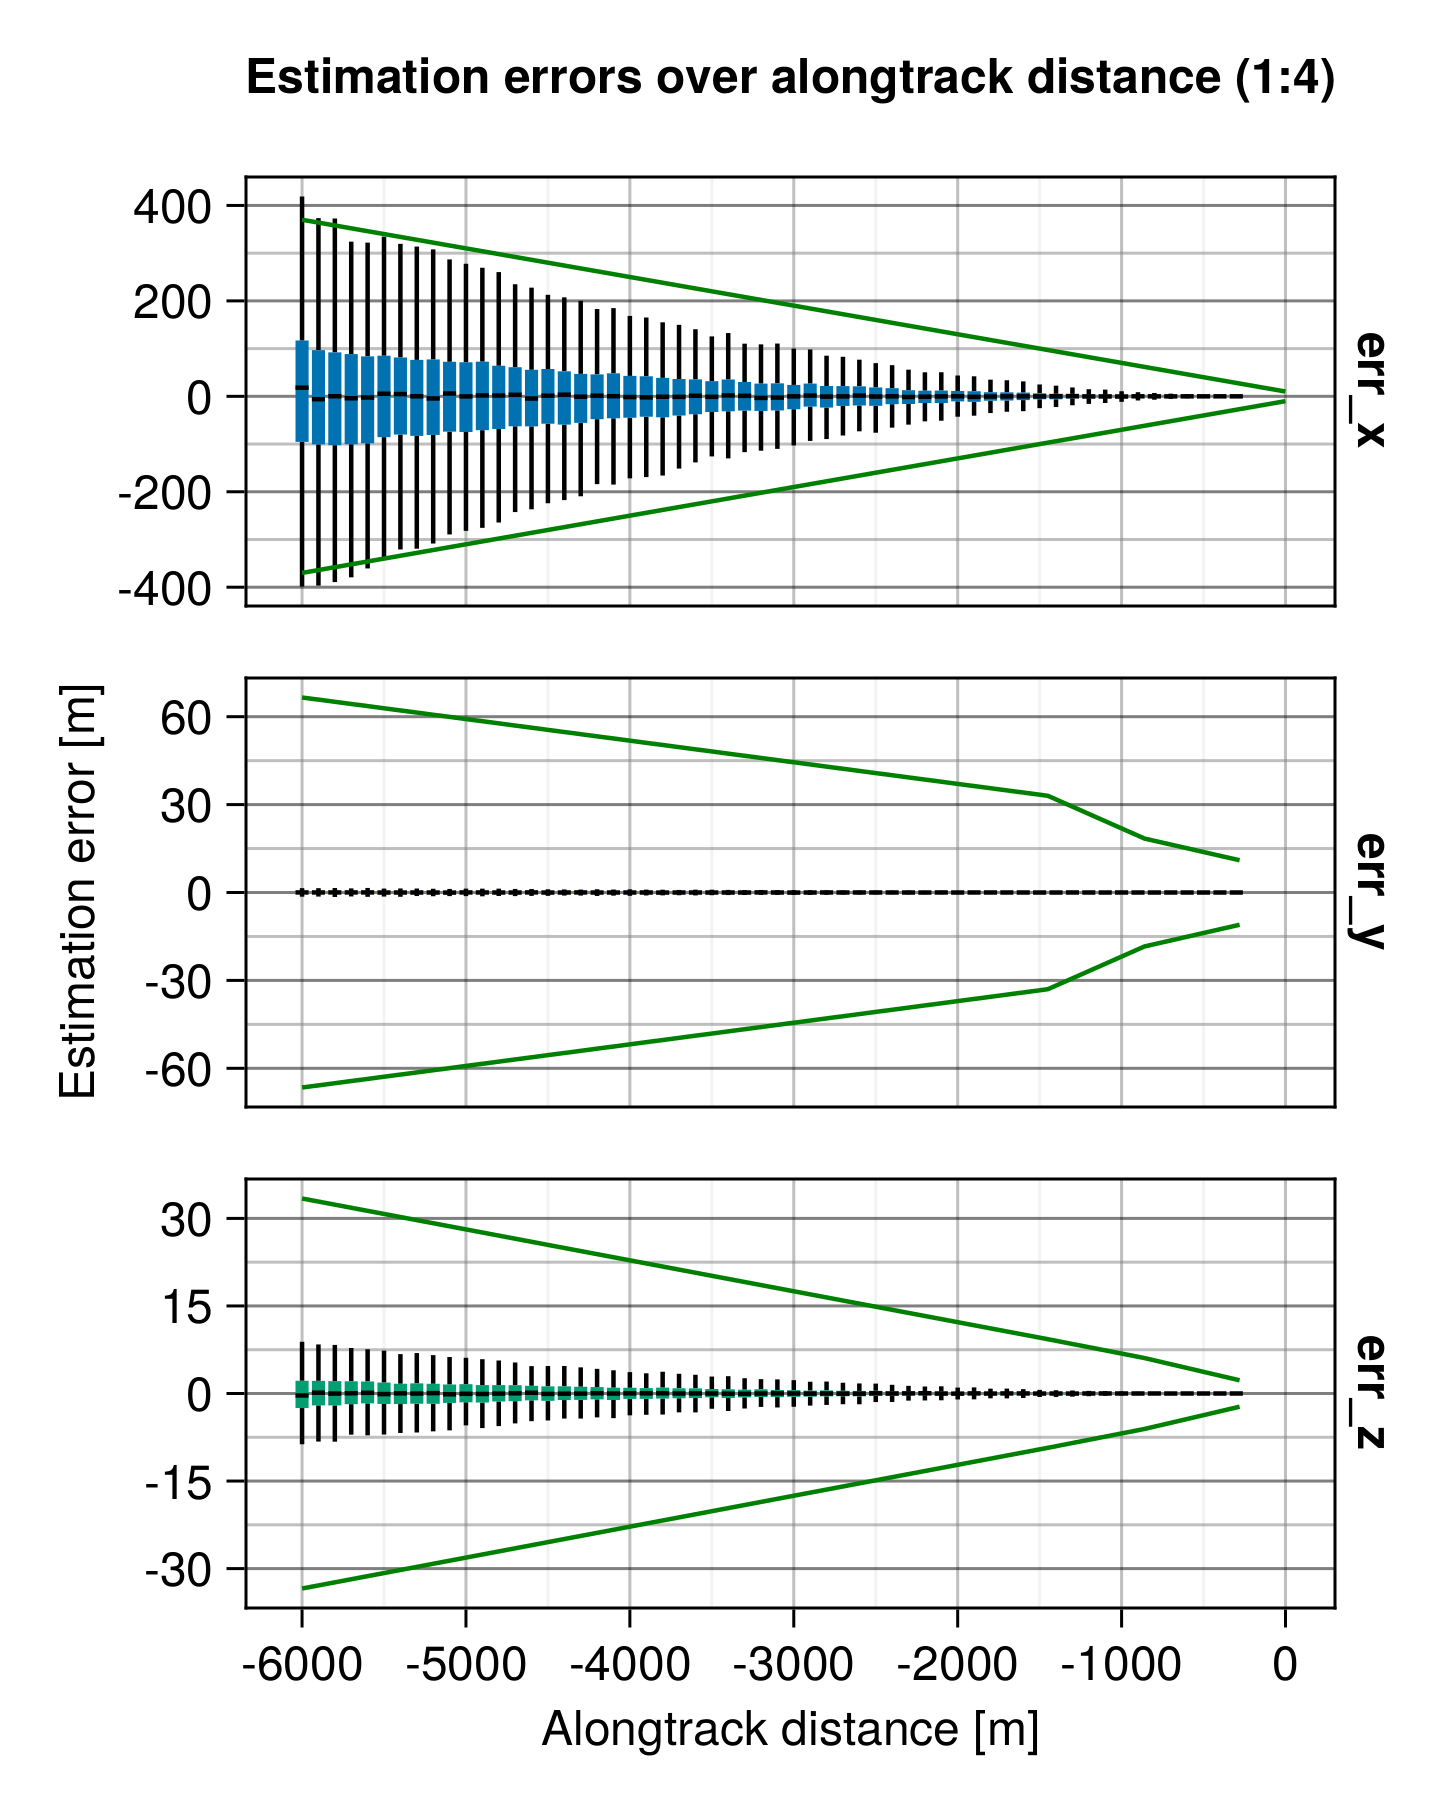 Estimation errors over alongtrack distance (1:4)
400
200
0
-200
-400
err_x
Estimation error [m]
60
30
0
-30
-60
err_y
30
15
0
-15
-30
err_z
-6000 -5000 -4000 -3000 -2000 -1000 0
Alongtrack distance [m]